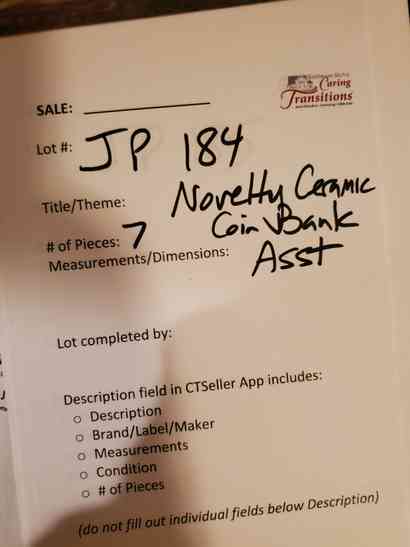 SALE:
Caring
Transitions
Lot #: JP 184
Title/Theme: Novelty Ceramic
Coin Bank
Asst
# of Pieces: 7
Measurements/Dimensions:
Lot completed by:
Description field in CTSeller App includes:
o Description
o Brand/Label/Maker
o Measurements
o Condition
o # of Pieces
(do not fill out individual fields below Description)